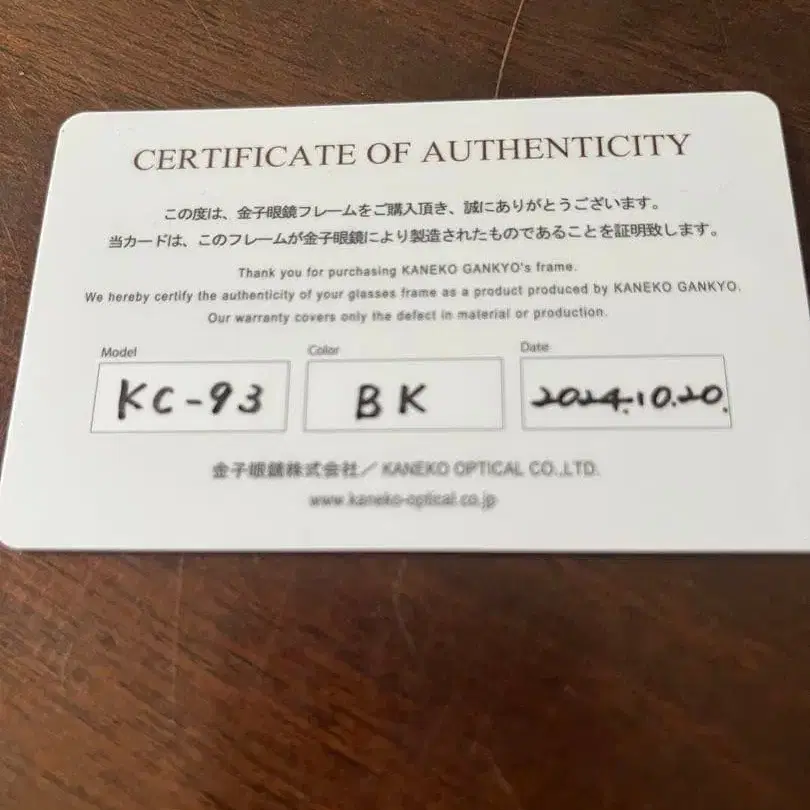 CERTIFICATE OF AUTHENTICITY
この度は、金子眼鏡フレームをご購入頂き、誠にありがとうございます。
当カードは、このフレームが金子眼鏡により製造されたものであることを証明致します。
Thank you for purchasing KANEKO GANKYO's frame.
We hereby certify the authenticity of your glasses frame as a product produced by KANEKO GANKYO.
Our warranty covers only the defect in material or production.
Model Color Date
KC-93 BK 2024.10.20.
金子眼鏡株式会社／KANEKO OPTICAL CO.,LTD.
www.kaneko-optical.co.jp